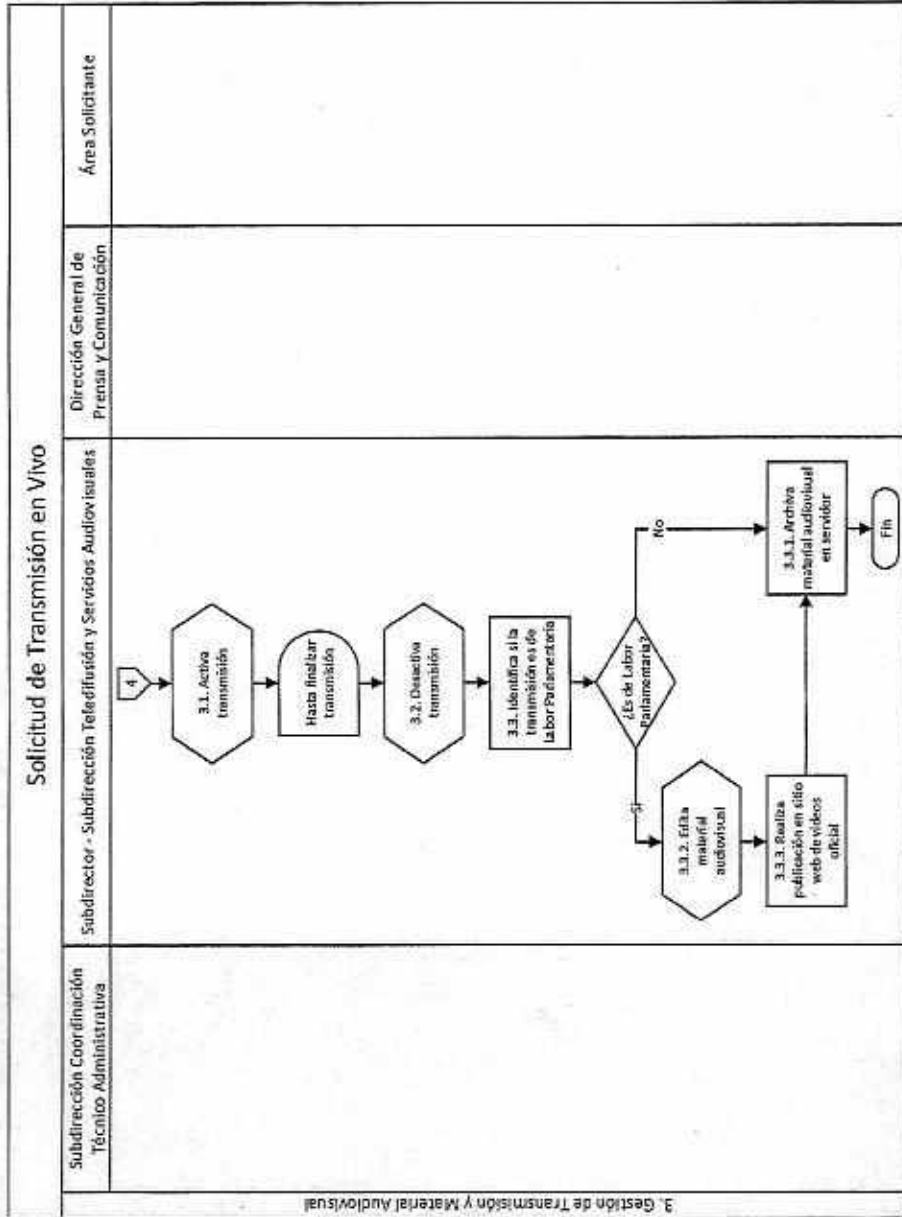 Solicitud de Transmisión en Vivo
Subdirección Coordinación
Técnico Administrativa
Subdirector - Subdirección Teledifusión y Servicios Audiovisuales
Dirección General de
Prensa y Comunicación
Área Solicitante
3. Gestión de Transmisión y Material Audiovisual
4
3.1. Activa
transmisión
Hasta finalizar
transmisión
3.2. Desactiva
transmisión
3.3. Identifica si la
transmisión es de
Labor Parlamentaria
¿Es de Labor
Parlamentaria?
Sí
No
3.3.2. Edita
material
audiovisual
3.3.3. Realiza
publicación en sitio
web de videos
oficial
3.3.1. Archiva
material audiovisual
en servidor
Fin